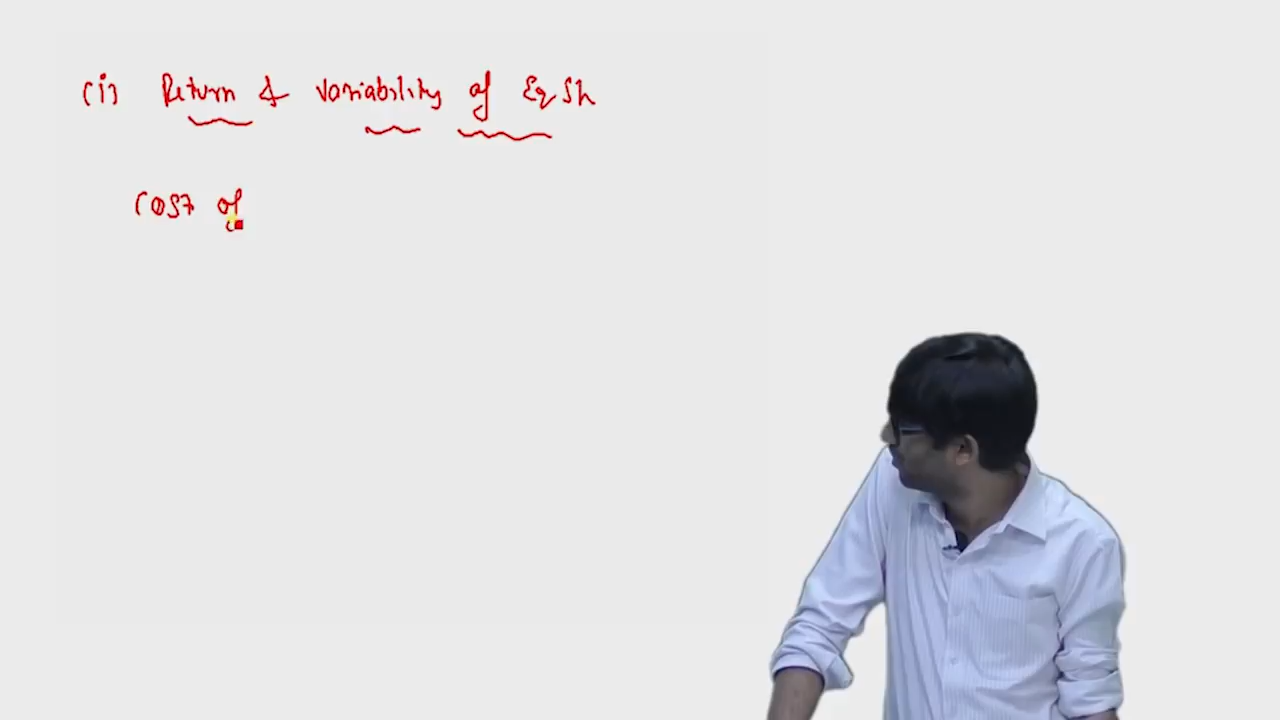 (i) Return & variability of Eq Sh
Cost of